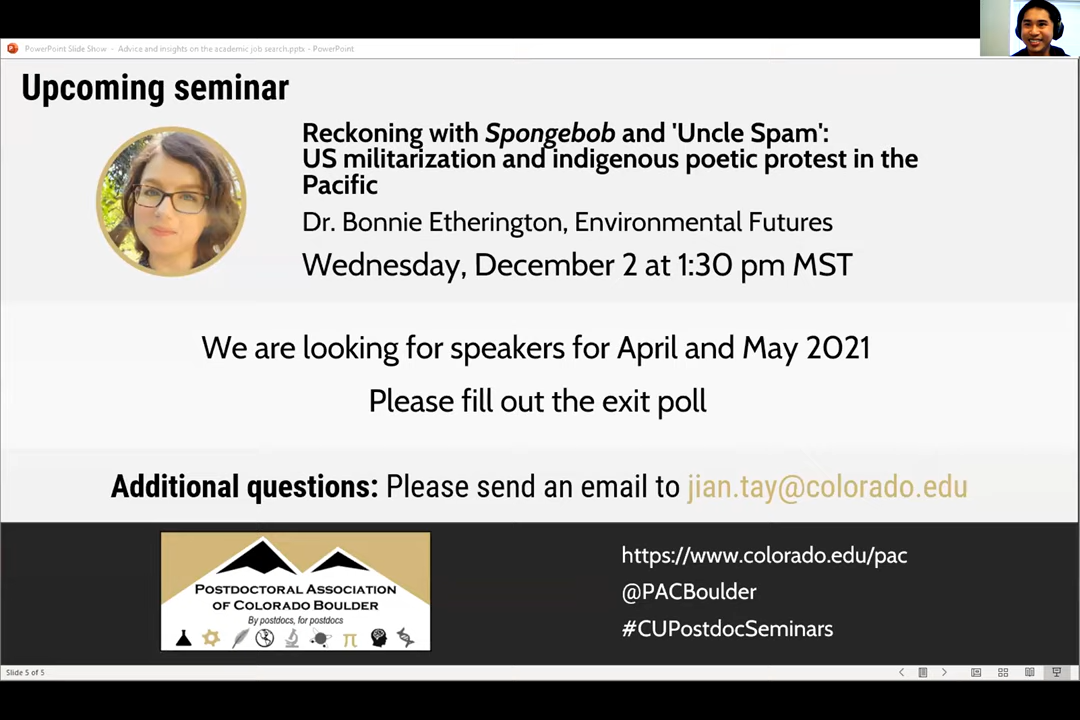 PowerPoint Slide Show - Advice and insights on the academic job search.pptx - PowerPoint
Upcoming seminar
Reckoning with Spongebob and 'Uncle Spam':
US militarization and indigenous poetic protest in the
Pacific
Dr. Bonnie Etherington, Environmental Futures
Wednesday, December 2 at 1:30 pm MST
We are looking for speakers for April and May 2021
Please fill out the exit poll
Additional questions: Please send an email to jian.tay@colorado.edu
POSTDOCTORAL ASSOCIATION
OF COLORADO BOULDER
By postdocs, for postdocs
π
https://www.colorado.edu/pac
@PACBoulder
#CUPostdocSeminars
Slide 5 of 5